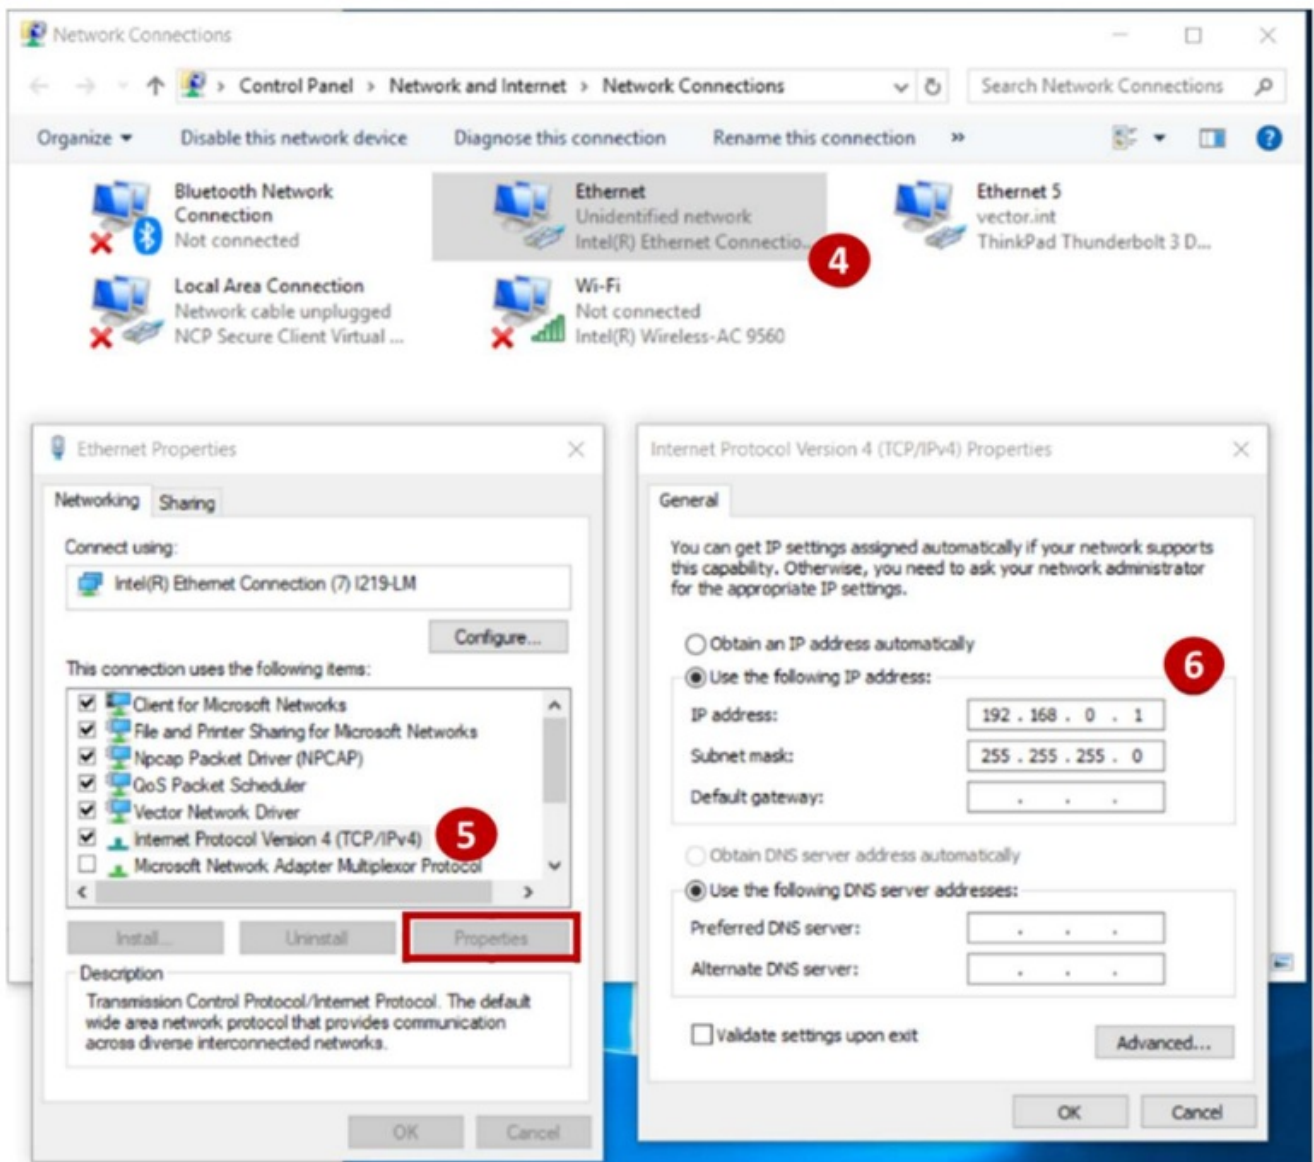 Network Connections
Control Panel > Network and Internet > Network Connections
Search Network Connections
Organize
Disable this network device
Diagnose this connection
Rename this connection
»
Bluetooth Network
Connection
Not connected
Ethernet
Unidentified network
Intel(R) Ethernet Connectio...
4
Ethernet 5
vector.int
ThinkPad Thunderbolt 3 D...
Local Area Connection
Network cable unplugged
NCP Secure Client Virtual ...
Wi-Fi
Not connected
Intel(R) Wireless-AC 9560
Ethernet Properties
Networking
Sharing
Connect using:
Intel(R) Ethernet Connection (7) I219-LM
Configure...
This connection uses the following items:
Client for Microsoft Networks
File and Printer Sharing for Microsoft Networks
Npcap Packet Driver (NPCAP)
QoS Packet Scheduler
Vector Network Driver
Internet Protocol Version 4 (TCP/IPv4)
5
Microsoft Network Adapter Multiplexor Protocol
Install...
Uninstall
Properties
Description
Transmission Control Protocol/Internet Protocol. The default
wide area network protocol that provides communication
across diverse interconnected networks.
OK
Cancel
Internet Protocol Version 4 (TCP/IPv4) Properties
General
You can get IP settings assigned automatically if your network supports
this capability. Otherwise, you need to ask your network administrator
for the appropriate IP settings.
Obtain an IP address automatically
6
Use the following IP address:
IP address: 192 . 168 . 0 . 1
Subnet mask: 255 . 255 . 255 . 0
Default gateway: . . .
Obtain DNS server address automatically
Use the following DNS server addresses:
Preferred DNS server: . . .
Alternate DNS server: . . .
Validate settings upon exit
Advanced...
OK
Cancel